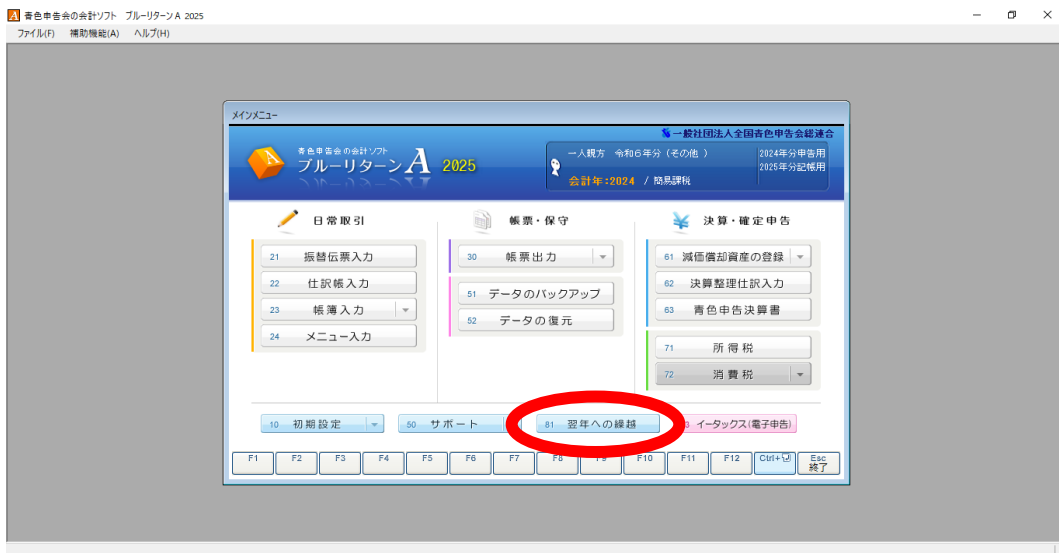 青色申告会の会計ソフト ブルーリターンA 2025
ファイル(F) 補助機能(A) ヘルプ(H)
メインメニュー
一般社団法人全国青色申告会総連合
青色申告会の会計ソフト
ブルーリターンA 2025
一人親方 令和6年分(その他 )
会計年:2024 / 簡易課税
2024年分申告用
2025年分記帳用
日常取引
21 振替伝票入力
22 仕訳帳入力
23 帳簿入力
24 メニュー入力
帳票・保守
30 帳票出力
51 データのバックアップ
52 データの復元
決算・確定申告
61 減価償却資産の登録
62 決算整理仕訳入力
63 青色申告決算書
71 所得税
72 消費税
10 初期設定
50 サポート
81 翌年への繰越
イータックス(電子申告)
F1 F2 F3 F4 F5 F6 F7 F8 F9 F10 F11 F12 Ctrl+ Esc
終了